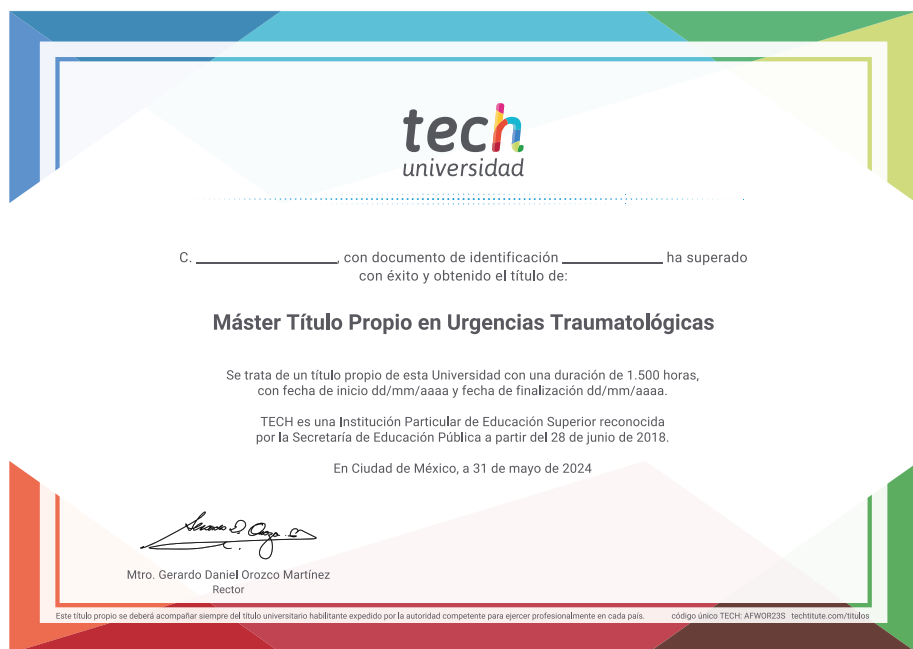 tech
universidad
C. ____________, con documento de identificación ____________ ha superado
con éxito y obtenido el título de:
Máster Título Propio en Urgencias Traumatológicas
Se trata de un título propio de esta Universidad con una duración de 1.500 horas,
con fecha de inicio dd/mm/aaaa y fecha de finalización dd/mm/aaaa.
TECH es una Institución Particular de Educación Superior reconocida
por la Secretaría de Educación Pública a partir del 28 de junio de 2018.
En Ciudad de México, a 31 de mayo de 2024
Mtro. Gerardo Daniel Orozco Martínez
Rector
Este título propio se deberá acompañar siempre del título universitario habilitante expedido por la autoridad competente para ejercer profesionalmente en cada país. código único TECH: AFWOR23S techtitute.com/titulos